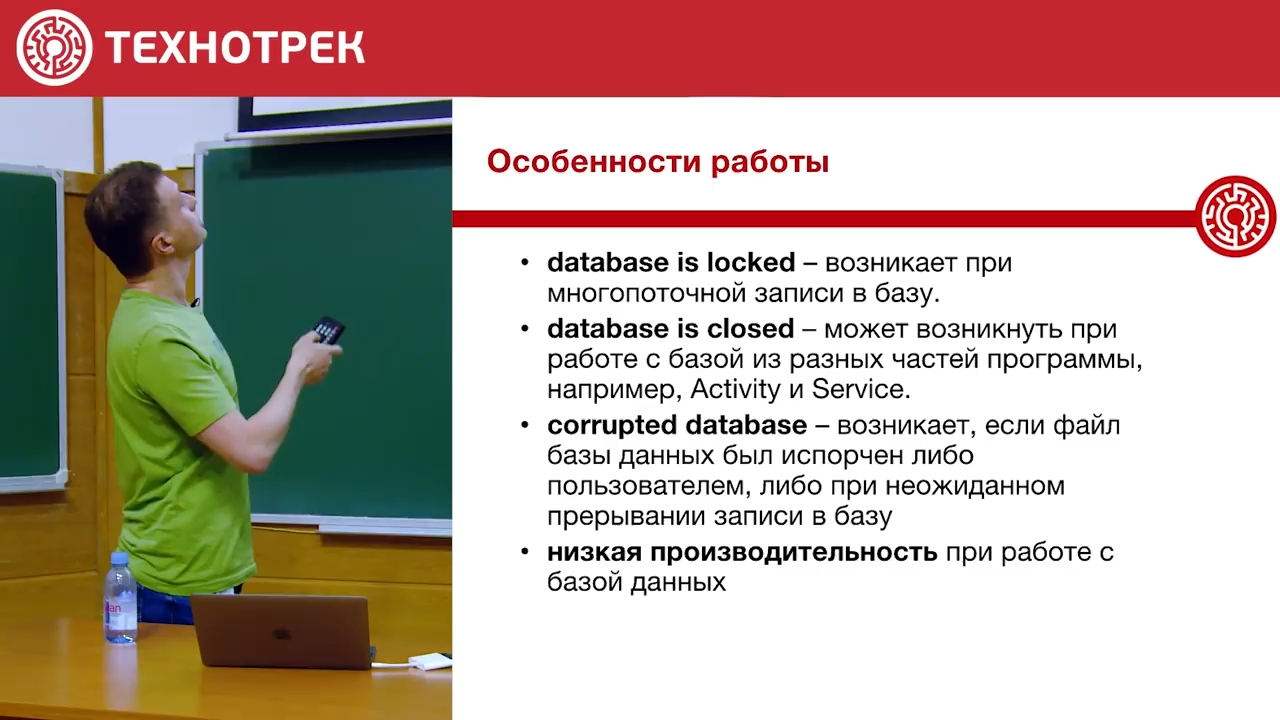 ТЕХНОТРЕК
Особенности работы
• database is locked – возникает при
многопоточной записи в базу.
• database is closed – может возникнуть при
работе с базой из разных частей программы,
например, Activity и Service.
• corrupted database – возникает, если файл
базы данных был испорчен либо
пользователем, либо при неожиданном
прерывании записи в базу
• низкая производительность при работе с
базой данных